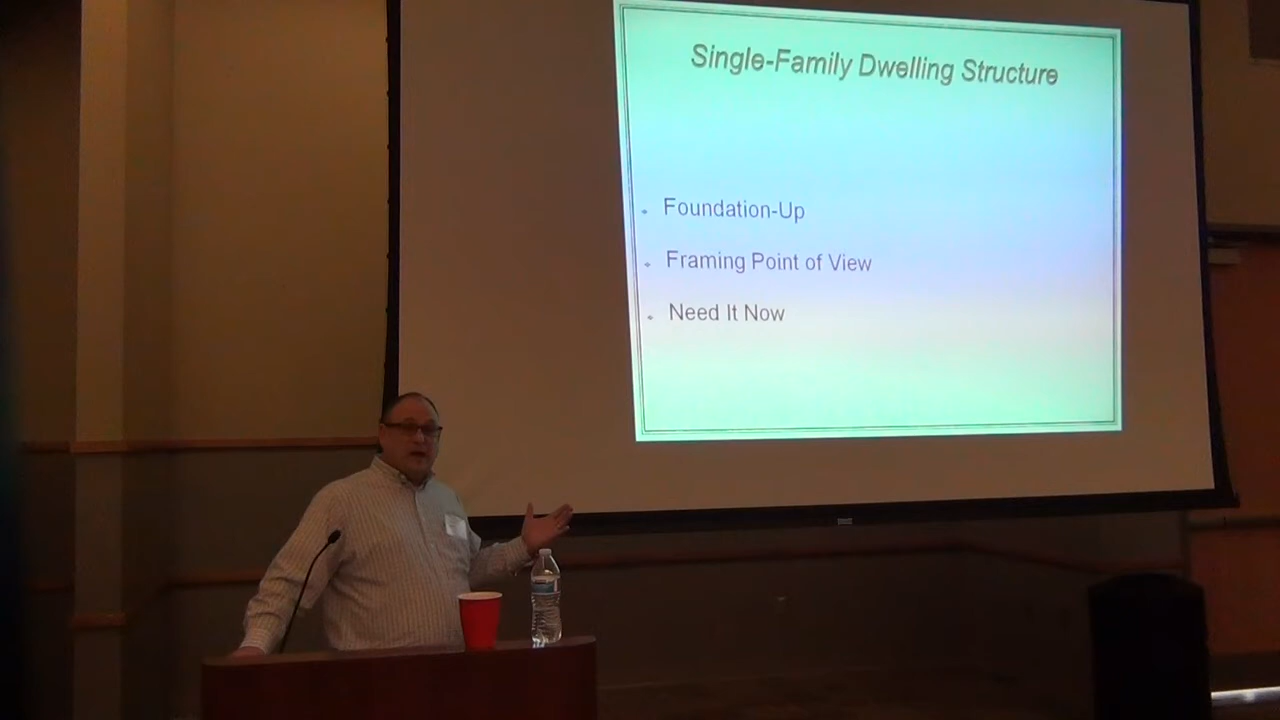 Single-Family Dwelling Structure
Foundation-Up
Framing Point of View
Need It Now